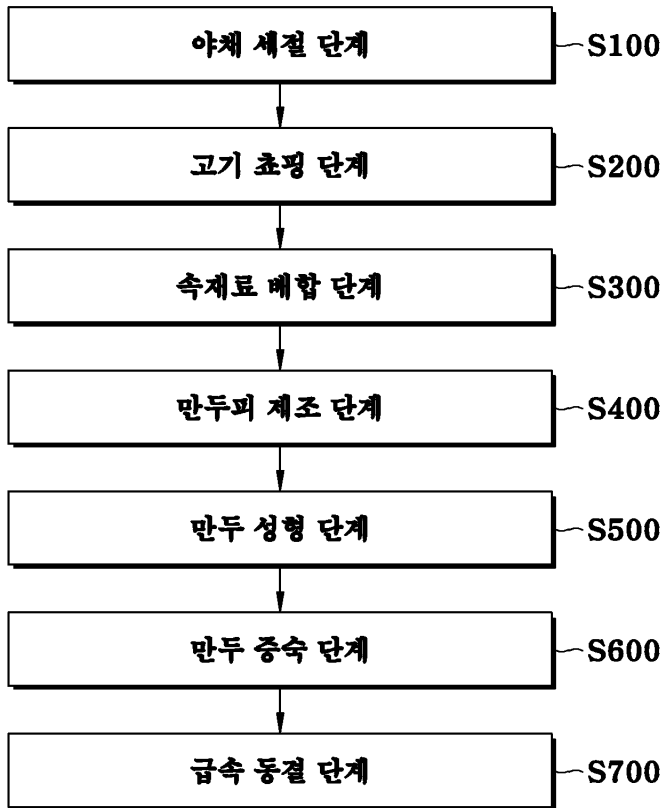 야채 세절 단계 S100
고기 쵸핑 단계 S200
속재료 배합 단계 S300
만두피 제조 단계 S400
만두 성형 단계 S500
만두 증숙 단계 S600
급속 동결 단계 S700